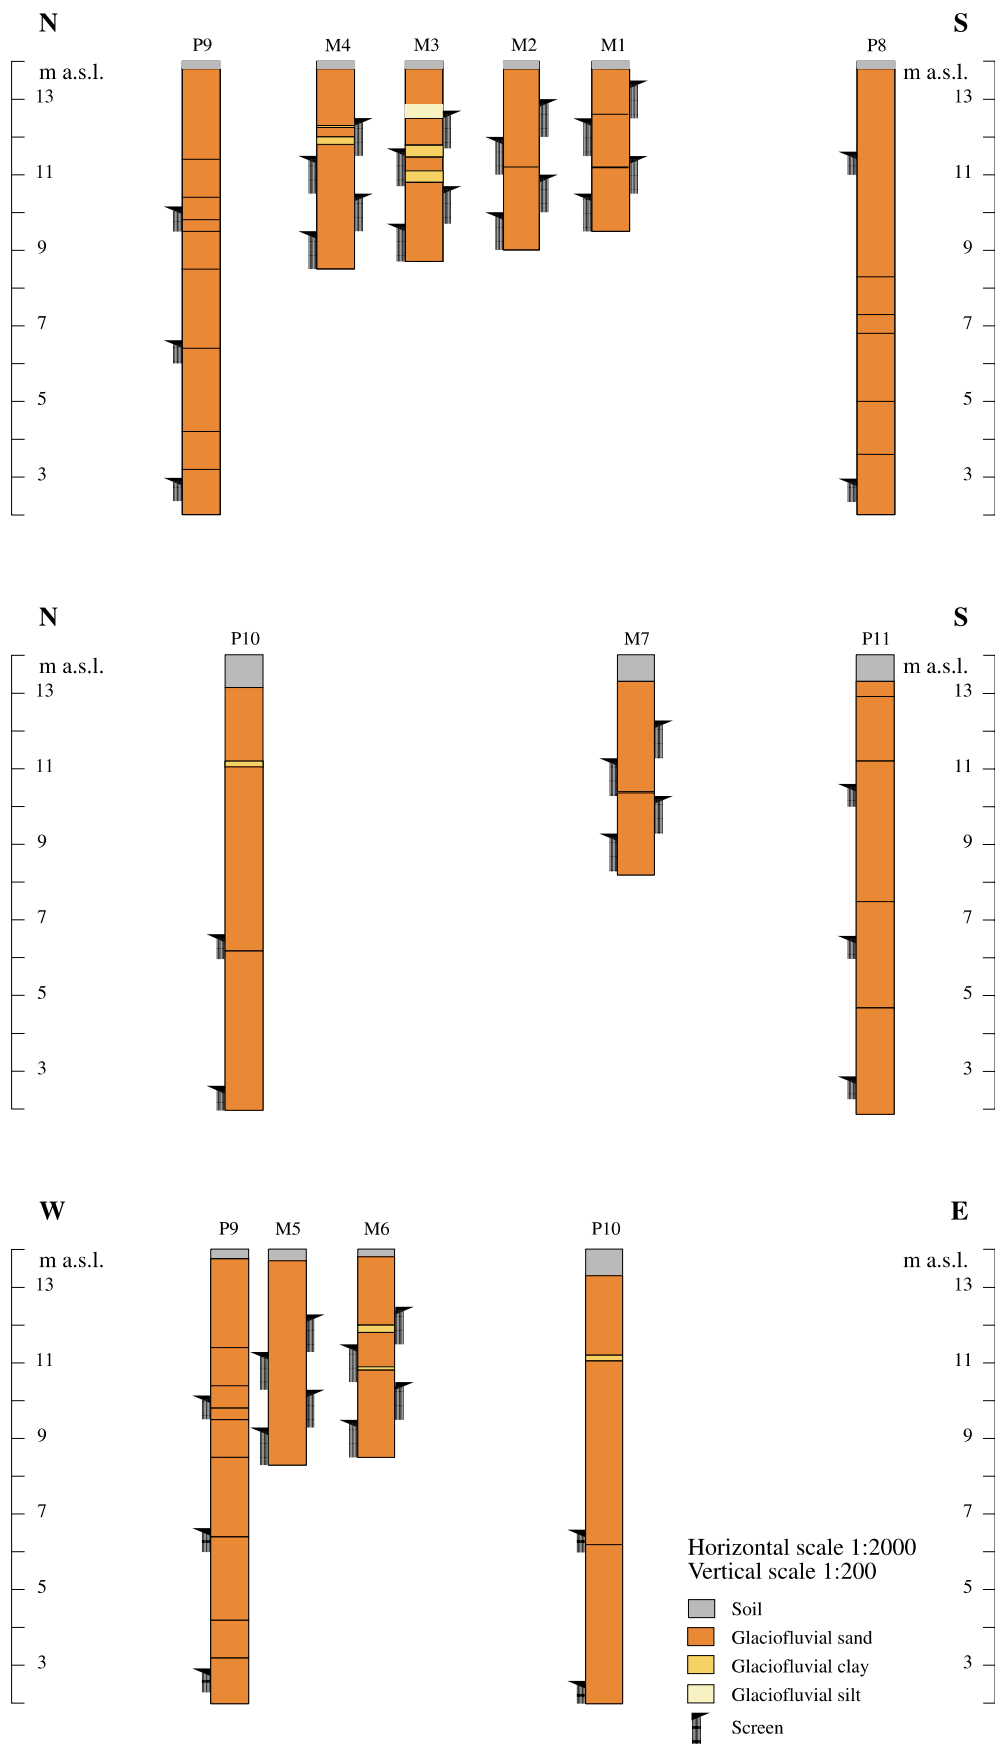 N S
P9 M4 M3 M2 M1 P8
m a.s.l. m a.s.l.
13 13
11 11
9 9
7 7
5 5
3 3
N S
P10 M7 P11
m a.s.l. m a.s.l.
13 13
11 11
9 9
7 7
5 5
3 3
W E
P9 M5 M6 P10
m a.s.l. m a.s.l.
13 13
11 11
9 9
7 7
5 5
3 3
Horizontal scale 1:2000
Vertical scale 1:200
Soil
Glaciofluvial sand
Glaciofluvial clay
Glaciofluvial silt
Screen